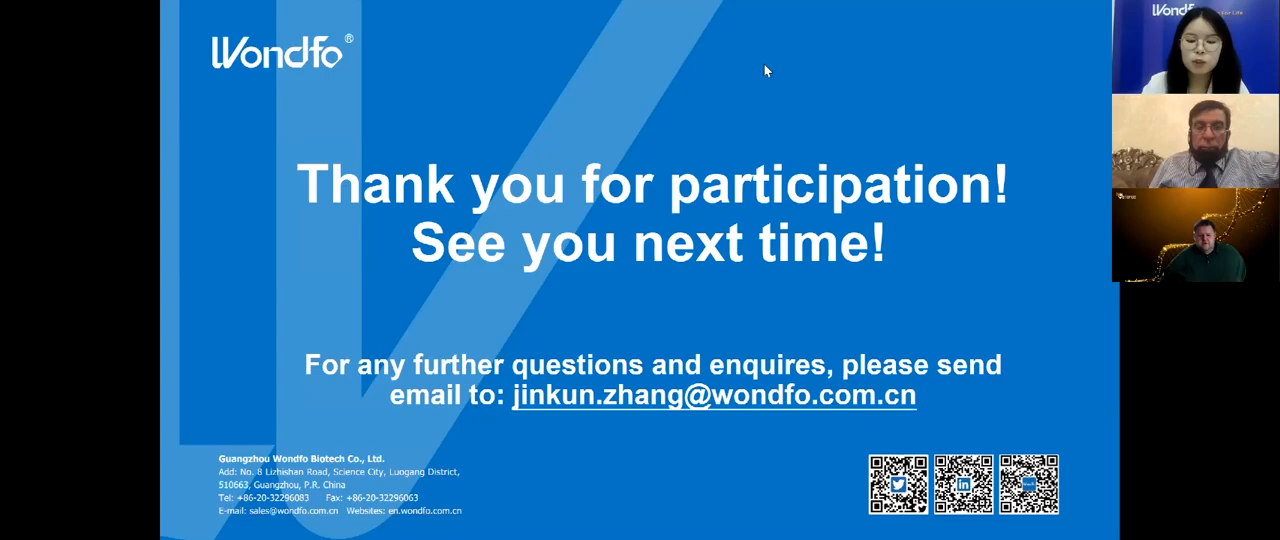 Wondfo®
Thank you for participation!
See you next time!
For any further questions and enquires, please send
email to: jinkun.zhang@wondfo.com.cn
Guangzhou Wondfo Biotech Co., Ltd.
Add: No. 8 Lizhishan Road, Science City, Luogang District,
510663, Guangzhou, P.R. China
Tel: +86-20-32296083 Fax: +86-20-32296063
E-mail: sales@wondfo.com.cn Websites: en.wondfo.com.cn
Wondf
for Life